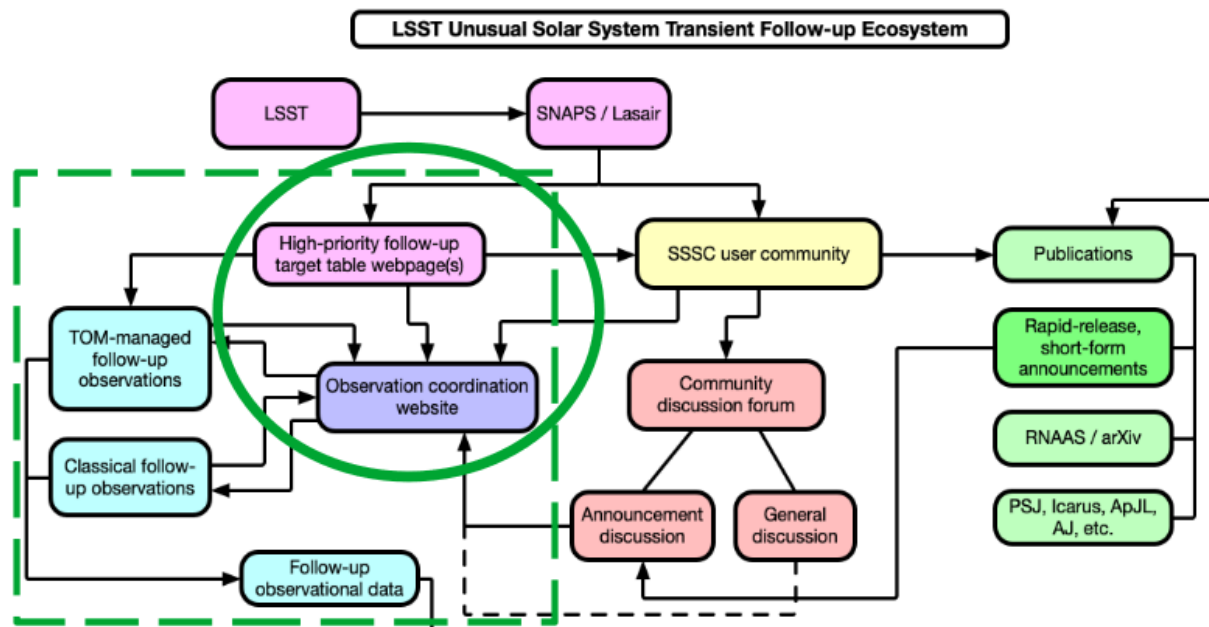 LSST Unusual Solar System Transient Follow-up Ecosystem
LSST
SNAPS / Lasair
High-priority follow-up
target table webpage(s)
SSSC user community
Publications
TOM-managed
follow-up
observations
Rapid-release,
short-form
announcements
Observation coordination
website
Community
discussion forum
Classical follow-
up observations
RNAAS / arXiv
Announcement
discussion
General
discussion
PSJ, Icarus, ApJL,
AJ, etc.
Follow-up
observational data